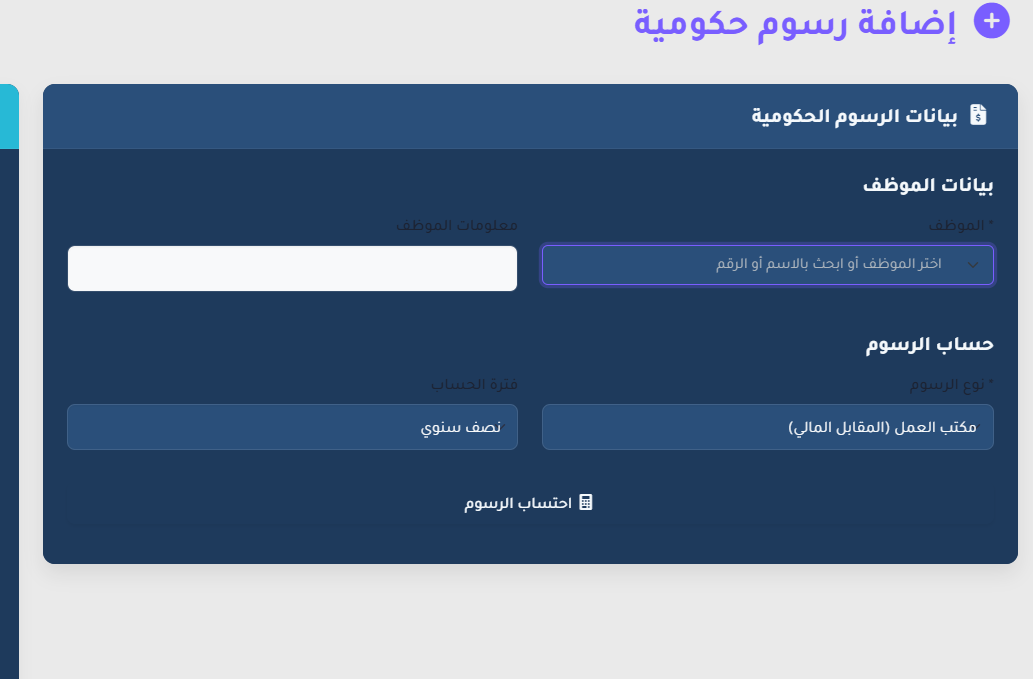 إضافة رسوم حكومية
بيانات الرسوم الحكومية
بيانات الموظف
* الموظف
معلومات الموظف
اختر الموظف أو ابحث بالاسم أو الرقم
حساب الرسوم
* نوع الرسوم
فترة الحساب
مكتب العمل (المقابل المالي)
نصف سنوي
احتساب الرسوم